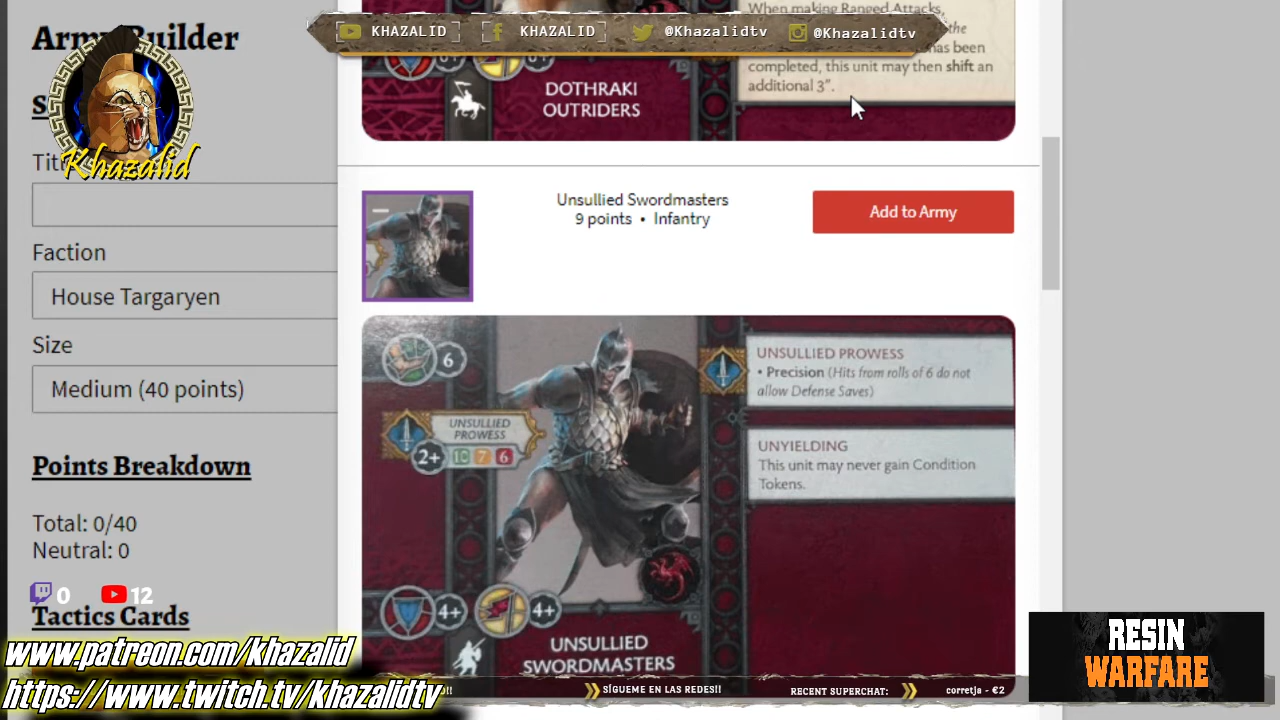 KHAZALID
KHAZALID
@Khazalidtv
@Khazalidtv
Army Builder
Khazalid
Faction
House Targaryen
Size
Medium (40 points)
Points Breakdown
Total: 0/40
Neutral: 0
0
12
Tactics Cards
www.patreon.com/khazalid
https://www.twitch.tv/khazalidtv
When making Ranged Attacks,
the
has been
completed, this unit may then shift an
additional 3”.
DOTHRAKI
OUTRIDERS
Unsullied Swordmasters
9 points • Infantry
Add to Army
6
UNSULLIED
PROWESS
2+ 10 7 6
UNSULLIED PROWESS
• Precision (Hits from rolls of 6 do not
allow Defense Saves)
UNYIELDING
This unit may never gain Condition
Tokens.
4+ 4+
UNSULLIED
SWORDMASTERS
RESIN
WARFARE
SÍGUEME EN LAS REDES!!
RECENT SUPERCHAT:
corretja - €2